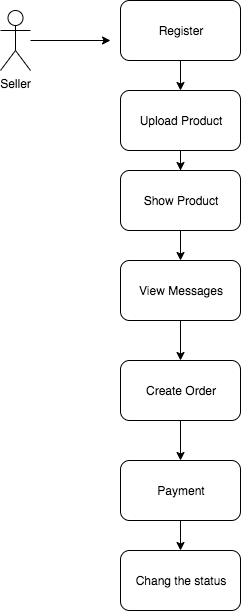 Register
Seller
Upload Product
Show Product
View Messages
Create Order
Payment
Chang the status